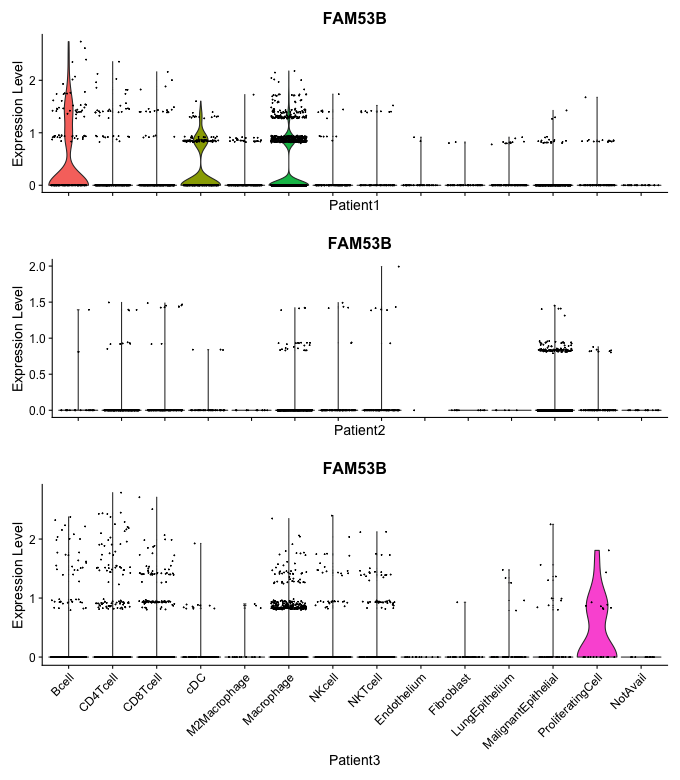 FAM53B
Expression Level
2
1
0
Patient1
FAM53B
Expression Level
2.0
1.5
1.0
0.5
0.0
Patient2
FAM53B
Expression Level
2
1
0
Bcell
CD4Tcell
CD8Tcell
cDC
M2Macrophage
Macrophage
NKcell
NKTcell
Endothelium
Fibroblast
LungEpithelium
MalignantEpithelial
ProliferatingCell
NotAvail
Patient3